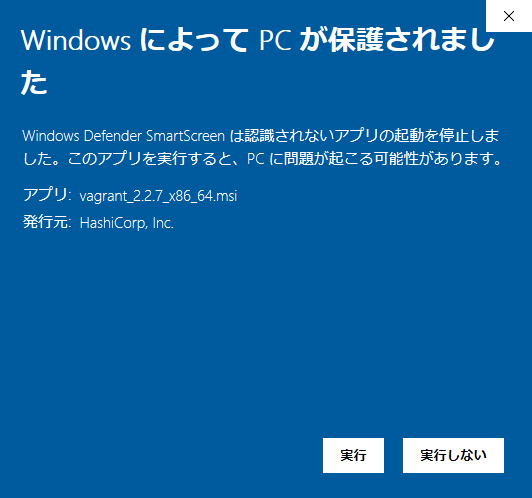 Windows によって PC が保護されまし
た
Windows Defender SmartScreen は認識されないアプリの起動を停止しま
した。このアプリを実行すると、PC に問題が起こる可能性があります。
アプリ: vagrant_2.2.7_x86_64.msi
発行元: HashiCorp, Inc.
実行 実行しない